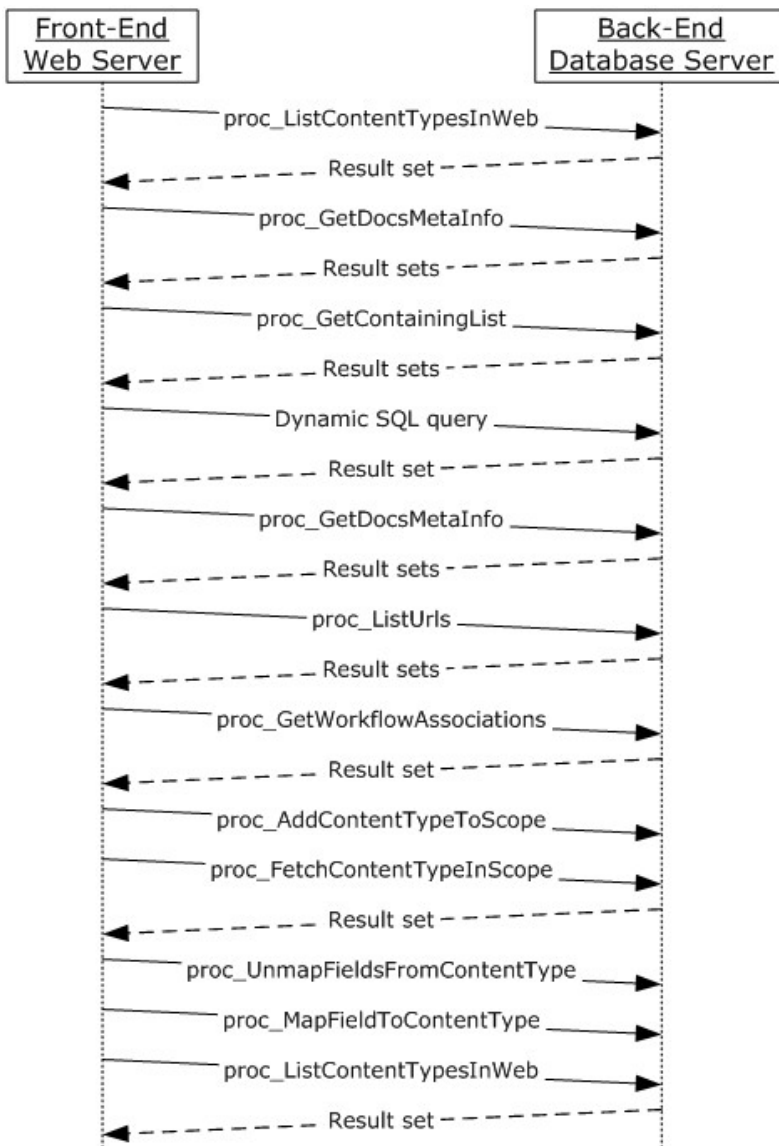 Front-End
Web Server
Back-End
Database Server
proc_ListContentTypesInWeb
Result set
proc_GetDocsMetaInfo
Result sets
proc_GetContainingList
Result sets
Dynamic SQL query
Result set
proc_GetDocsMetaInfo
Result sets
proc_ListUrls
Result sets
proc_GetWorkflowAssociations
Result set
proc_AddContentTypeToScope
proc_FetchContentTypeInScope
Result set
proc_UnmapFieldsFromContentType
proc_MapFieldToContentType
proc_ListContentTypesInWeb
Result set